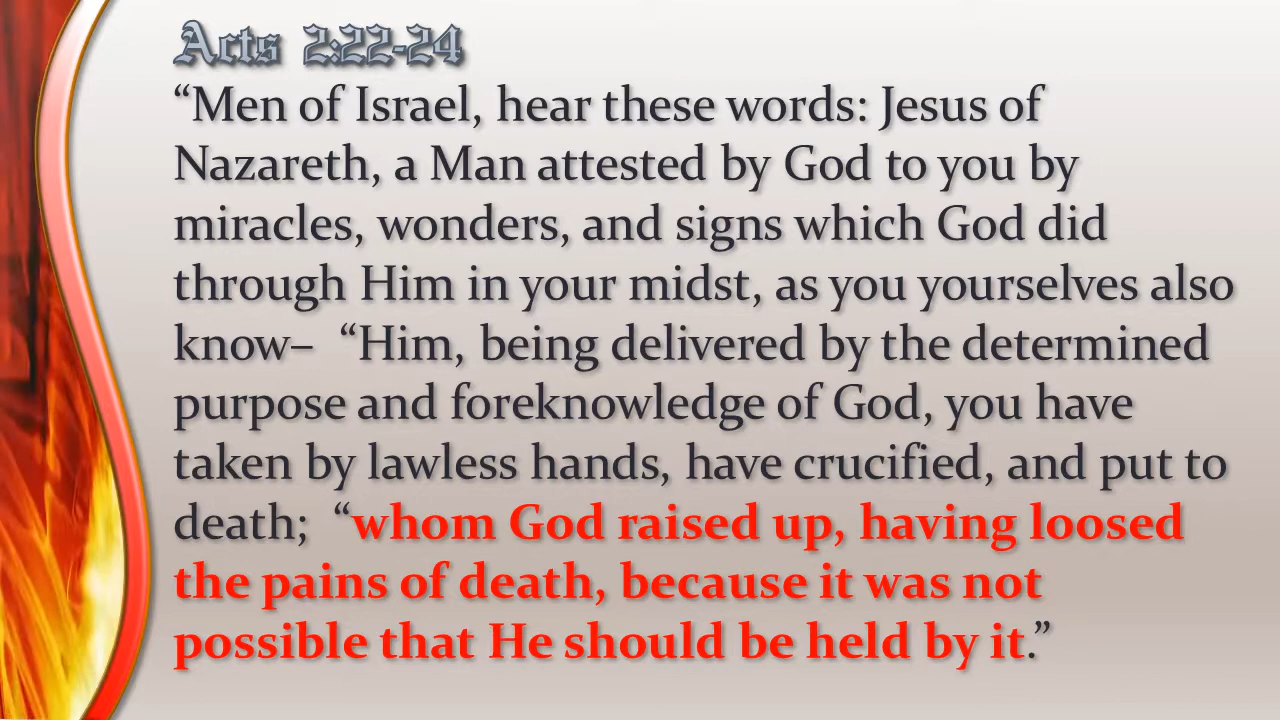 Acts 2:22-24
“Men of Israel, hear these words: Jesus of
Nazareth, a Man attested by God to you by
miracles, wonders, and signs which God did
through Him in your midst, as you yourselves also
know– “Him, being delivered by the determined
purpose and foreknowledge of God, you have
taken by lawless hands, have crucified, and put to
death; “whom God raised up, having loosed
the pains of death, because it was not
possible that He should be held by it.”